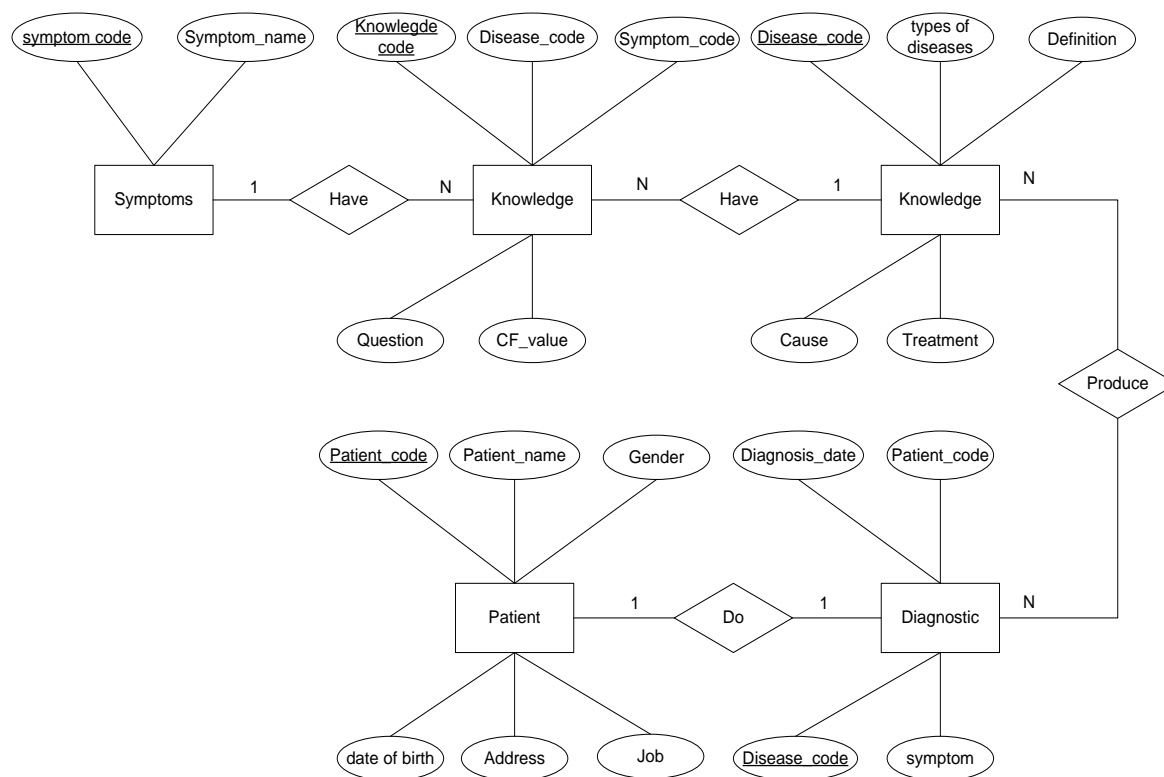 symptom code
Symptom_name
Knowlegde
code
Disease_code
Symptom_code
Disease_code
types of
diseases
Definition
Symptoms
1
Have
N
Knowledge
N
Have
1
Knowledge
N
Question
CF_value
Cause
Treatment
Produce
Patient_code
Patient_name
Gender
Diagnosis_date
Patient_code
Patient
1
Do
1
Diagnostic
N
date of birth
Address
Job
Disease_code
symptom